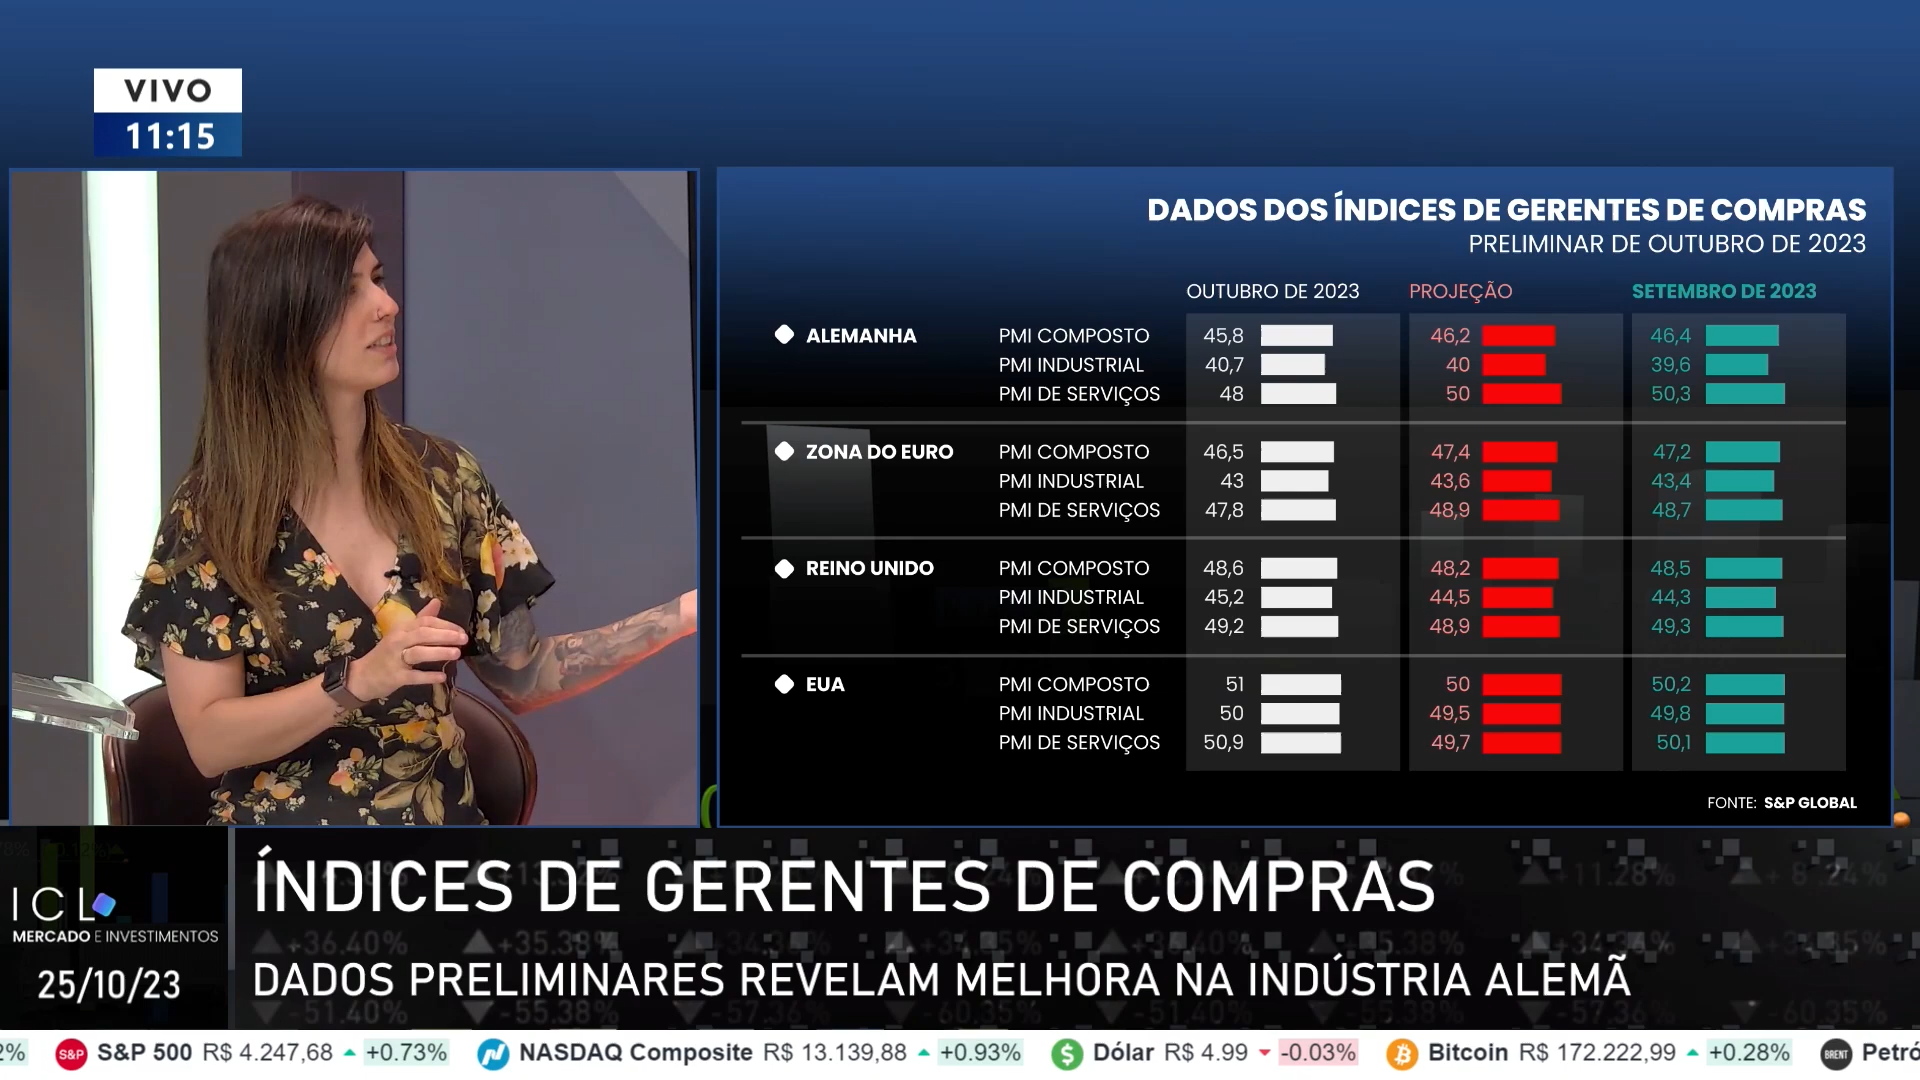 VIVO
11:15
DADOS DOS ÍNDICES DE GERENTES DE COMPRAS
PRELIMINAR DE OUTUBRO DE 2023
OUTUBRO DE 2023 PROJEÇÃO SETEMBRO DE 2023
ALEMANHA PMI COMPOSTO 45,8 46,2 46,4
PMI INDUSTRIAL 40,7 40 39,6
PMI DE SERVIÇOS 48 50 50,3
ZONA DO EURO PMI COMPOSTO 46,5 47,4 47,2
PMI INDUSTRIAL 43 43,6 43,4
PMI DE SERVIÇOS 47,8 48,9 48,7
REINO UNIDO PMI COMPOSTO 48,6 48,2 48,5
PMI INDUSTRIAL 45,2 44,5 44,3
PMI DE SERVIÇOS 49,2 48,9 49,3
EUA PMI COMPOSTO 51 50 50,2
PMI INDUSTRIAL 50 49,5 49,8
PMI DE SERVIÇOS 50,9 49,7 50,1
FONTE: S&P GLOBAL
ICL
MERCADO E INVESTIMENTOS
25/10/23
ÍNDICES DE GERENTES DE COMPRAS
DADOS PRELIMINARES REVELAM MELHORA NA INDÚSTRIA ALEMÃ
2% S&P S&P 500 R$ 4.247,68 +0.73% NASDAQ Composite R$ 13.139,88 +0.93% Dólar R$ 4.99 -0.03% Bitcoin R$ 172.222,99 +0.28% BRENT Petró